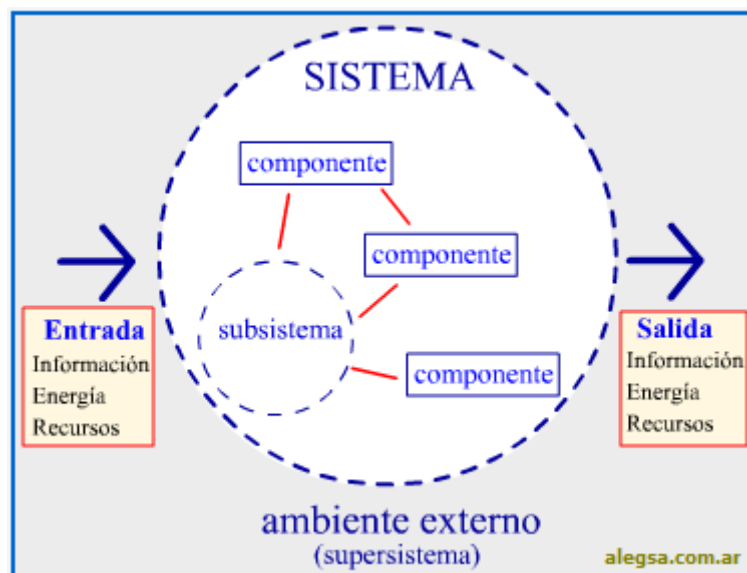 SISTEMA
componente
componente
subsistema
componente
Entrada
Información
Energía
Recursos
Salida
Información
Energía
Recursos
ambiente externo
(supersistema)
alegsa.com.ar